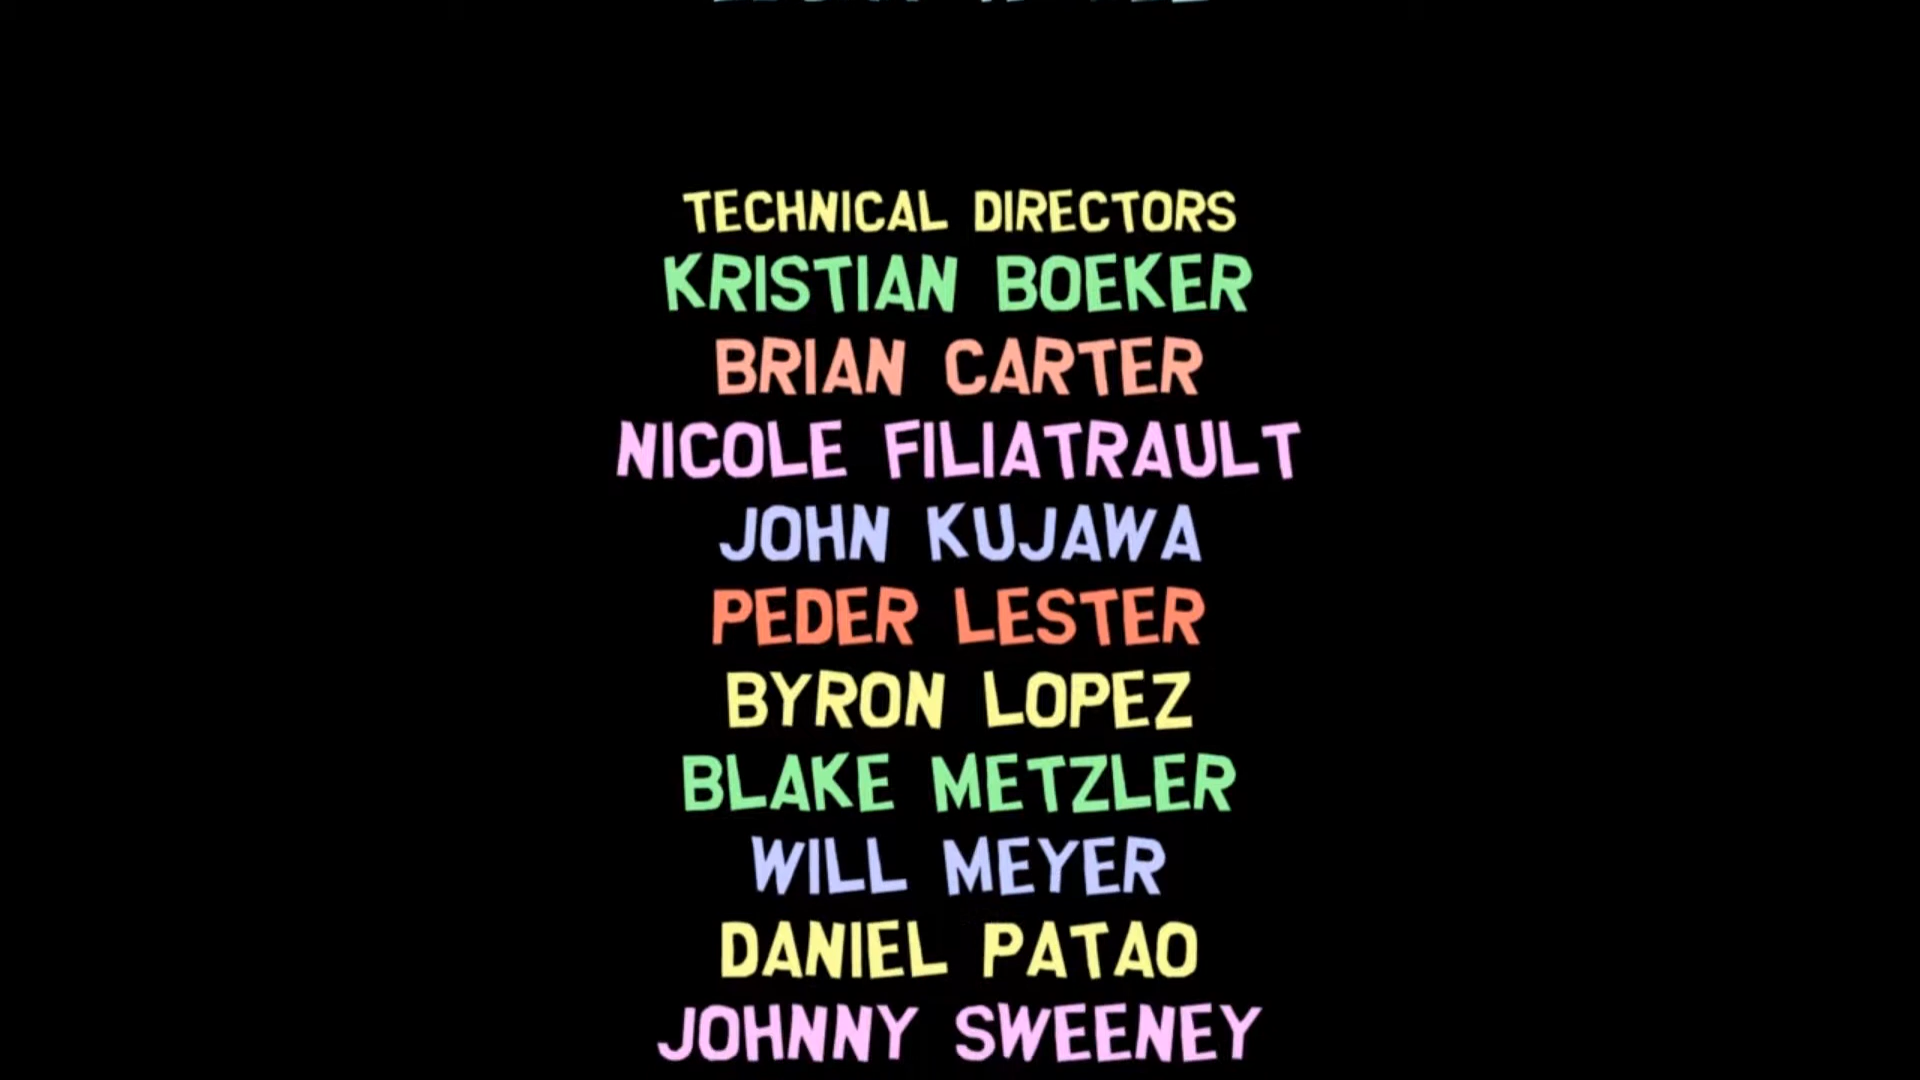 TECHNICAL DIRECTORS
KRISTIAN BOEKER
BRIAN CARTER
NICOLE FILIATRAULT
JOHN KUJAWA
PEDER LESTER
BYRON LOPEZ
BLAKE METZLER
WILL MEYER
DANIEL PATAO
JOHNNY SWEENEY